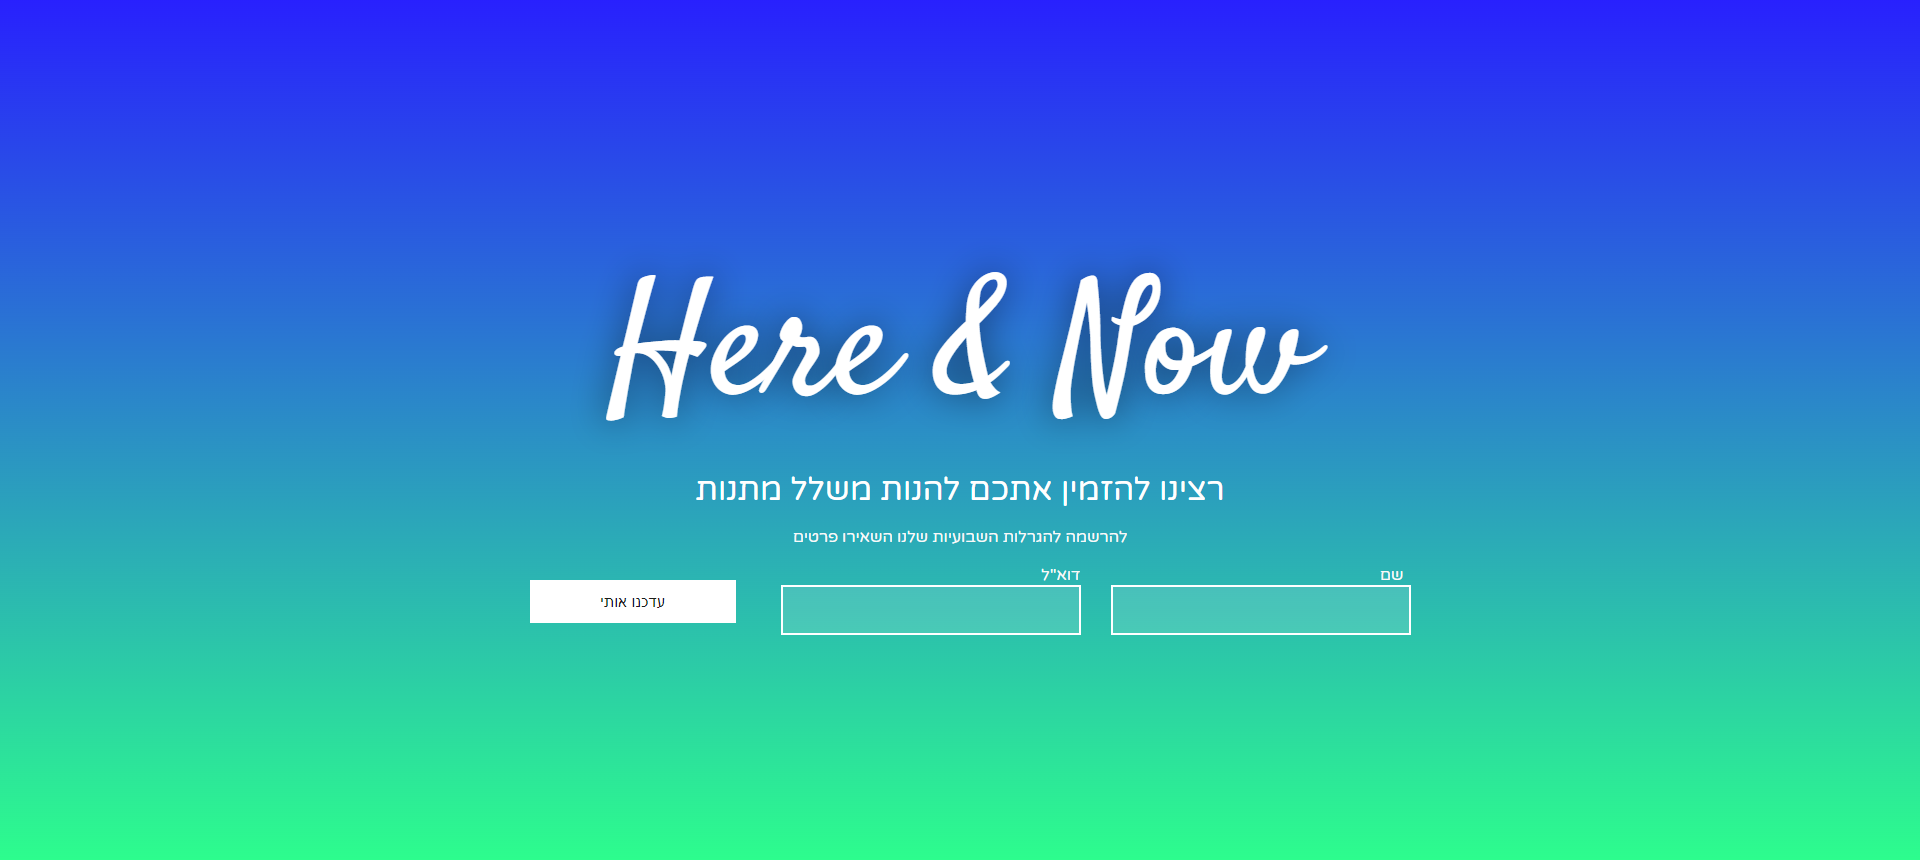 Here & Now
רצינו להזמין אתכם להנות משלל מתנות
להרשמה להגרלות השבועיות שלנו השאירו פרטים
שם
דוא"ל
עדכנו אותי